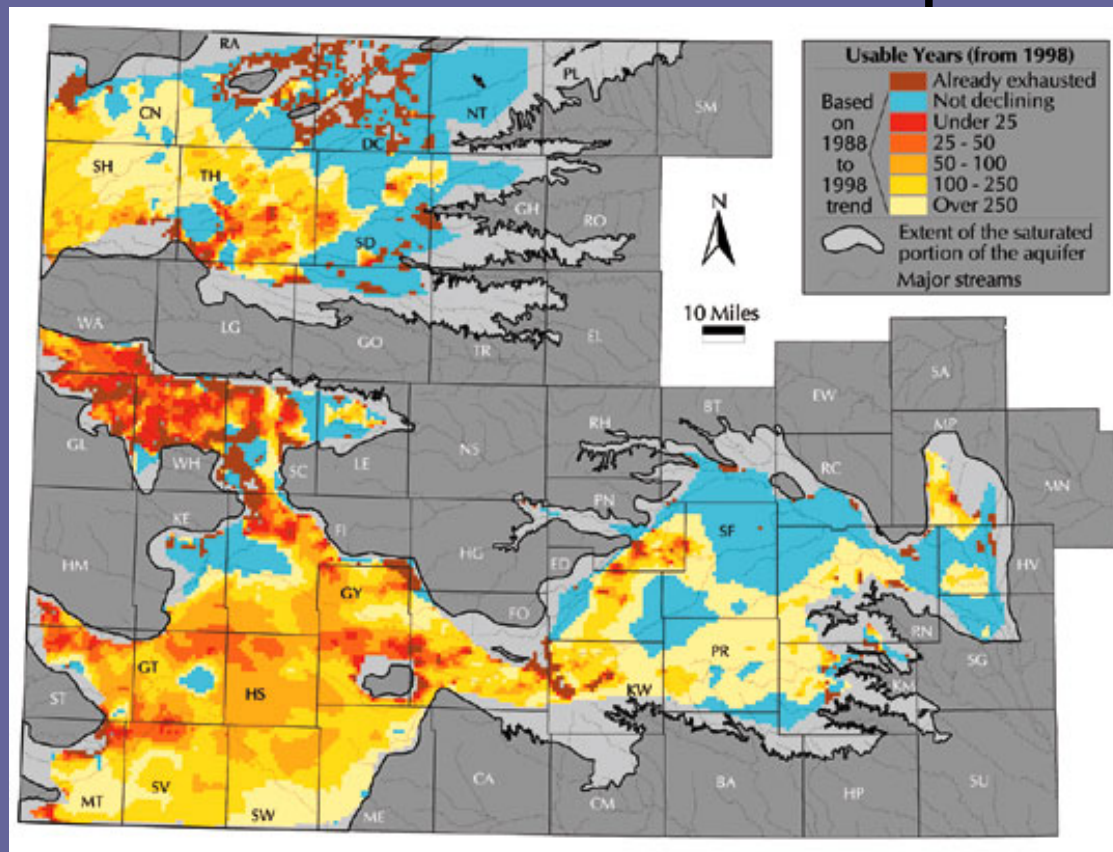 Usable Years (from 1998)
Based on 1988 to 1998 trend
Already exhausted
Not declining
Under 25
25 - 50
50 - 100
100 - 250
Over 250
Extent of the saturated
portion of the aquifer
Major streams
N
10 Miles
RA
PL
CN
NT
SM
DC
SH
TH
GH
RO
SD
WA
LG
GO
TR
EL
EW
SA
GL
WH
SC
LE
NS
RH
BT
RC
MP
MN
KE
PN
SF
HM
FI
HG
ED
HV
GY
FO
RN
GT
PR
SG
ST
HS
KW
KN
MT
SV
SW
ME
CA
CM
BA
HP
SU